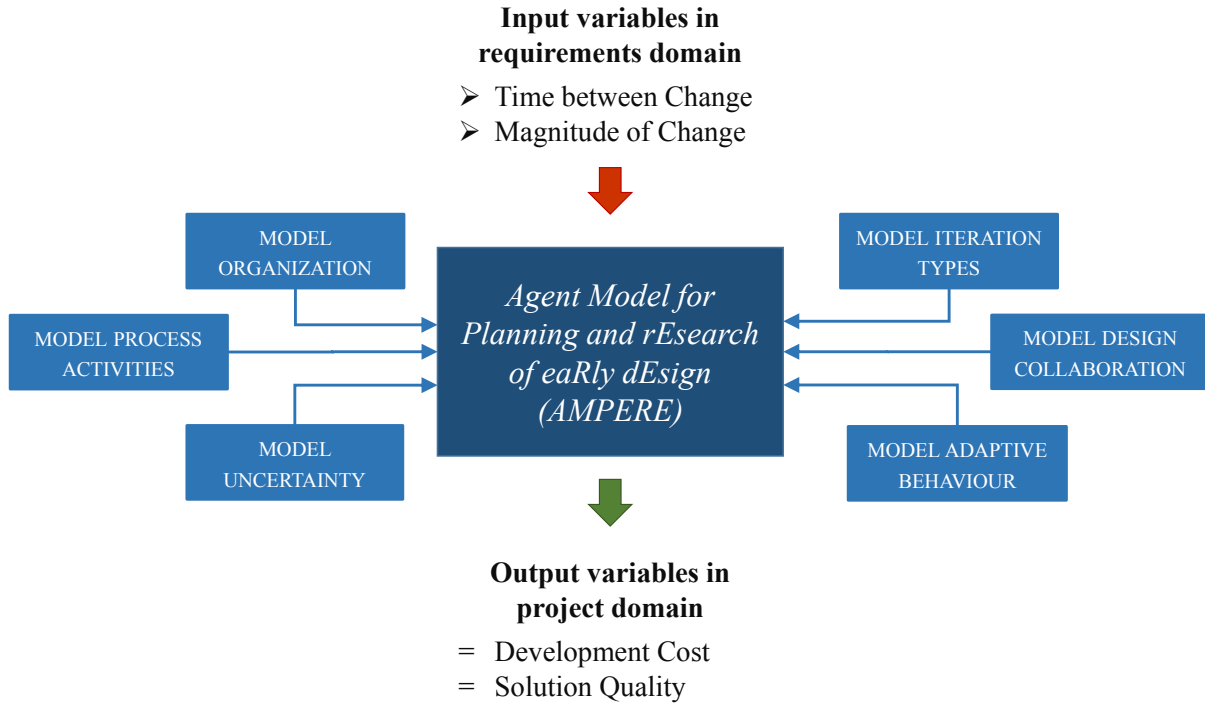 Input variables in
requirements domain
➢ Time between Change
➢ Magnitude of Change
MODEL
ORGANIZATION
MODEL PROCESS
ACTIVITIES
MODEL
UNCERTAINTY
Agent Model for
Planning and rEsearch
of eaRly dEsign
(AMPERE)
MODEL ITERATION
TYPES
MODEL DESIGN
COLLABORATION
MODEL ADAPTIVE
BEHAVIOUR
Output variables in
project domain
= Development Cost
= Solution Quality